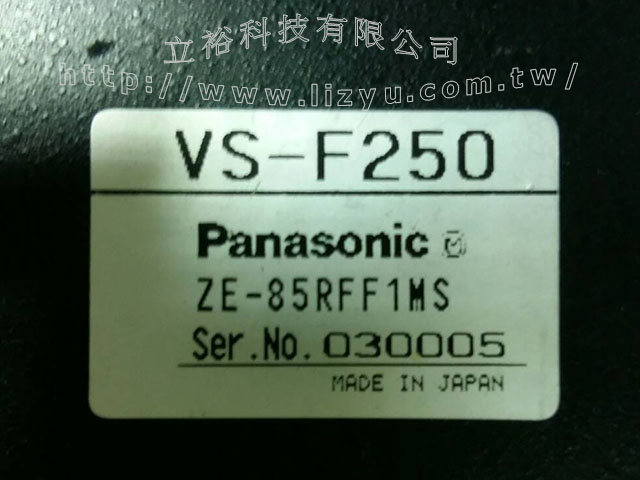 立裕科技有限公司
http://www.lizyu.com.tw/
VS-F250
Panasonic
ZE-85RFF1MS
Ser.No. 030005
MADE IN JAPAN